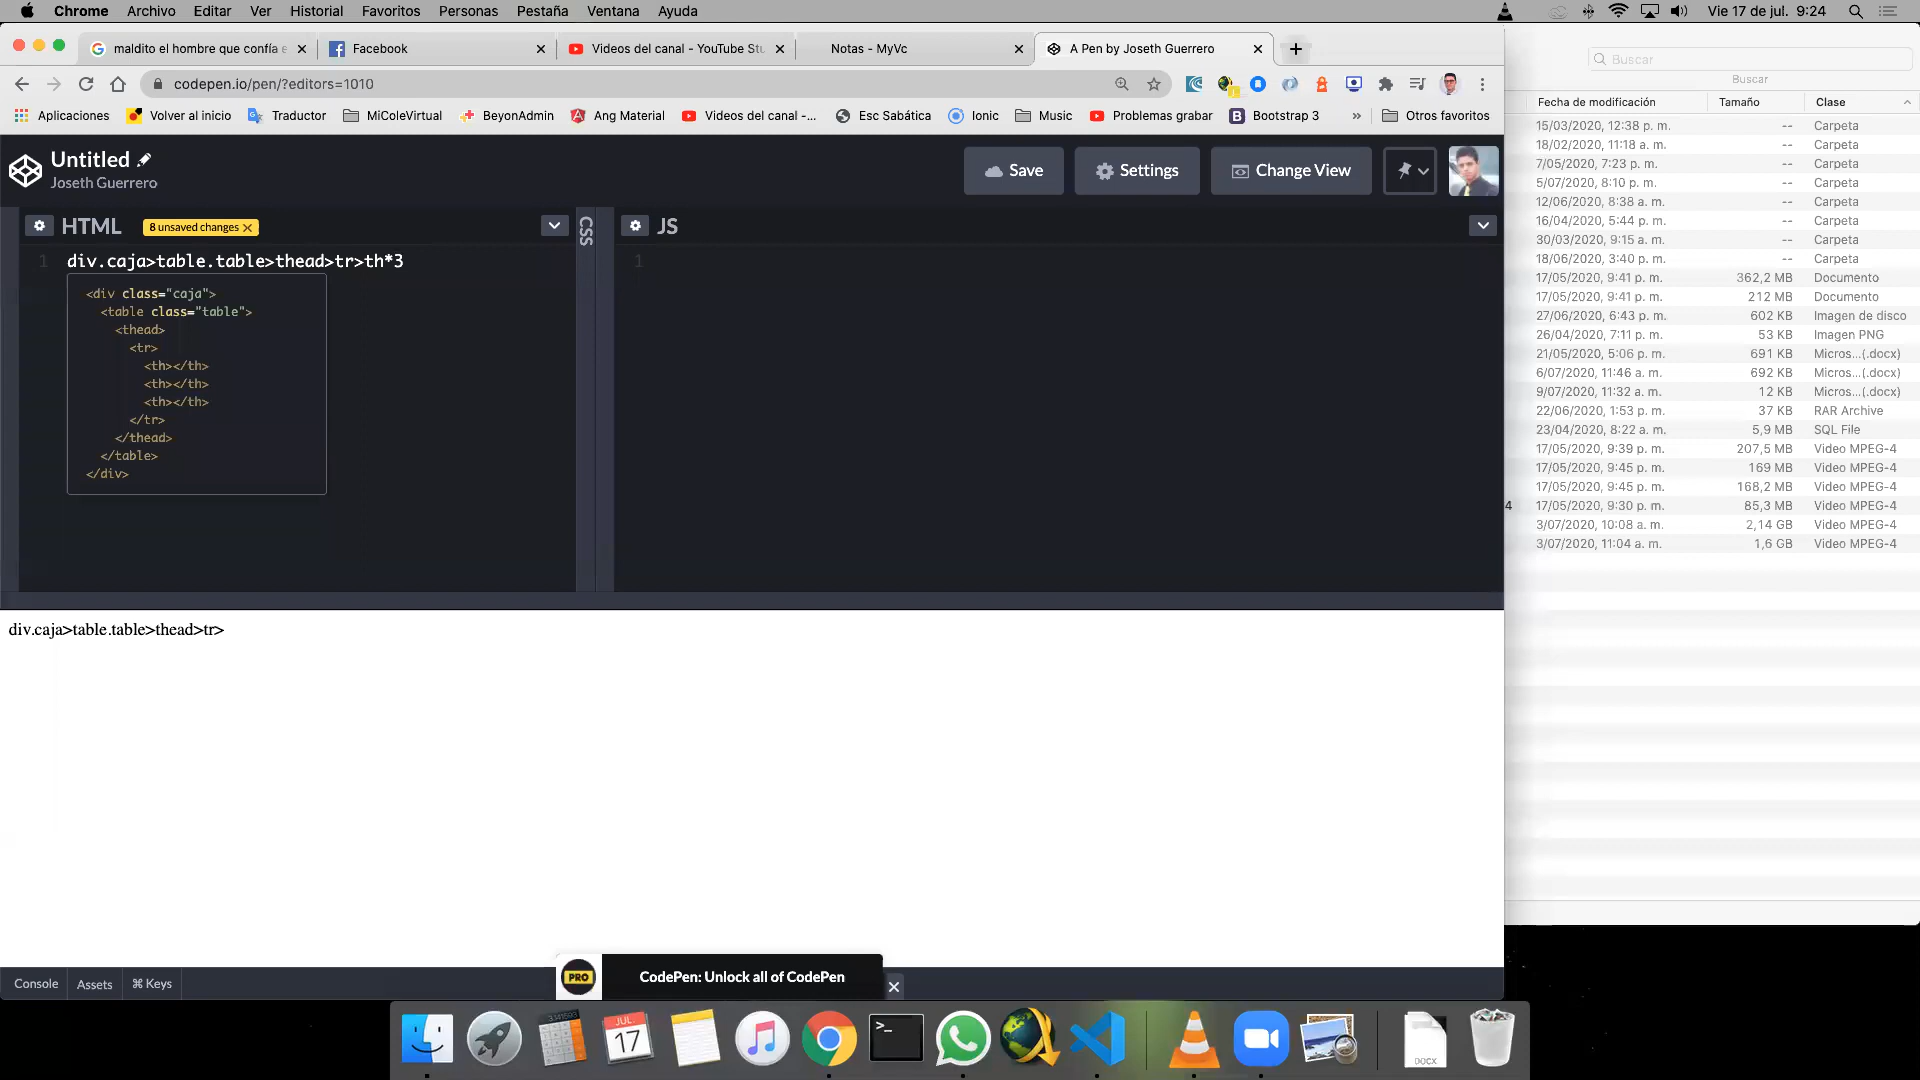 Chrome Archivo Editar Ver Historial Favoritos Personas Pestaña Ventana Ayuda Vie 17 de jul. 9:24
maldito el hombre que confía e Facebook Videos del canal - YouTube Stu Notas - MyVc A Pen by Joseth Guerrero
codepen.io/pen/?editors=1010
Aplicaciones Volver al inicio Traductor MiColeVirtual BeyonAdmin Ang Material Videos del canal -... Esc Sabática Ionic Music Problemas grabar Bootstrap 3 » Otros favoritos
Untitled
Joseth Guerrero
Save Settings Change View
HTML 8 unsaved changes CSS JS
1 div.caja>table.table>thead>tr>th*3
<div class="caja">
<table class="table">
<thead>
<tr>
<th></th>
<th></th>
<th></th>
</tr>
</thead>
</table>
</div>
1
div.caja>table.table>thead>tr>
Console Assets ⌘ Keys
PRO CodePen: Unlock all of CodePen
Buscar
Buscar
Fecha de modificación Tamaño Clase
15/03/2020, 12:38 p. m. -- Carpeta
18/02/2020, 11:18 a. m. -- Carpeta
7/05/2020, 7:23 p. m. -- Carpeta
5/07/2020, 8:10 p. m. -- Carpeta
12/06/2020, 8:38 a. m. -- Carpeta
16/04/2020, 5:44 p. m. -- Carpeta
30/03/2020, 9:15 a. m. -- Carpeta
18/06/2020, 3:40 p. m. -- Carpeta
17/05/2020, 9:41 p. m. 362,2 MB Documento
17/05/2020, 9:41 p. m. 212 MB Documento
27/06/2020, 6:43 p. m. 602 KB Imagen de disco
26/04/2020, 7:11 p. m. 53 KB Imagen PNG
21/05/2020, 5:06 p. m. 691 KB Micros...(.docx)
6/07/2020, 11:46 a. m. 692 KB Micros...(.docx)
9/07/2020, 11:32 a. m. 12 KB Micros...(.docx)
22/06/2020, 1:53 p. m. 37 KB RAR Archive
23/04/2020, 8:22 a. m. 5,9 MB SQL File
17/05/2020, 9:39 p. m. 207,5 MB Video MPEG-4
17/05/2020, 9:45 p. m. 169 MB Video MPEG-4
17/05/2020, 9:45 p. m. 168,2 MB Video MPEG-4
4 17/05/2020, 9:30 p. m. 85,3 MB Video MPEG-4
3/07/2020, 10:08 a. m. 2,14 GB Video MPEG-4
3/07/2020, 11:04 a. m. 1,6 GB Video MPEG-4
JUL. 17
>_
DOCX